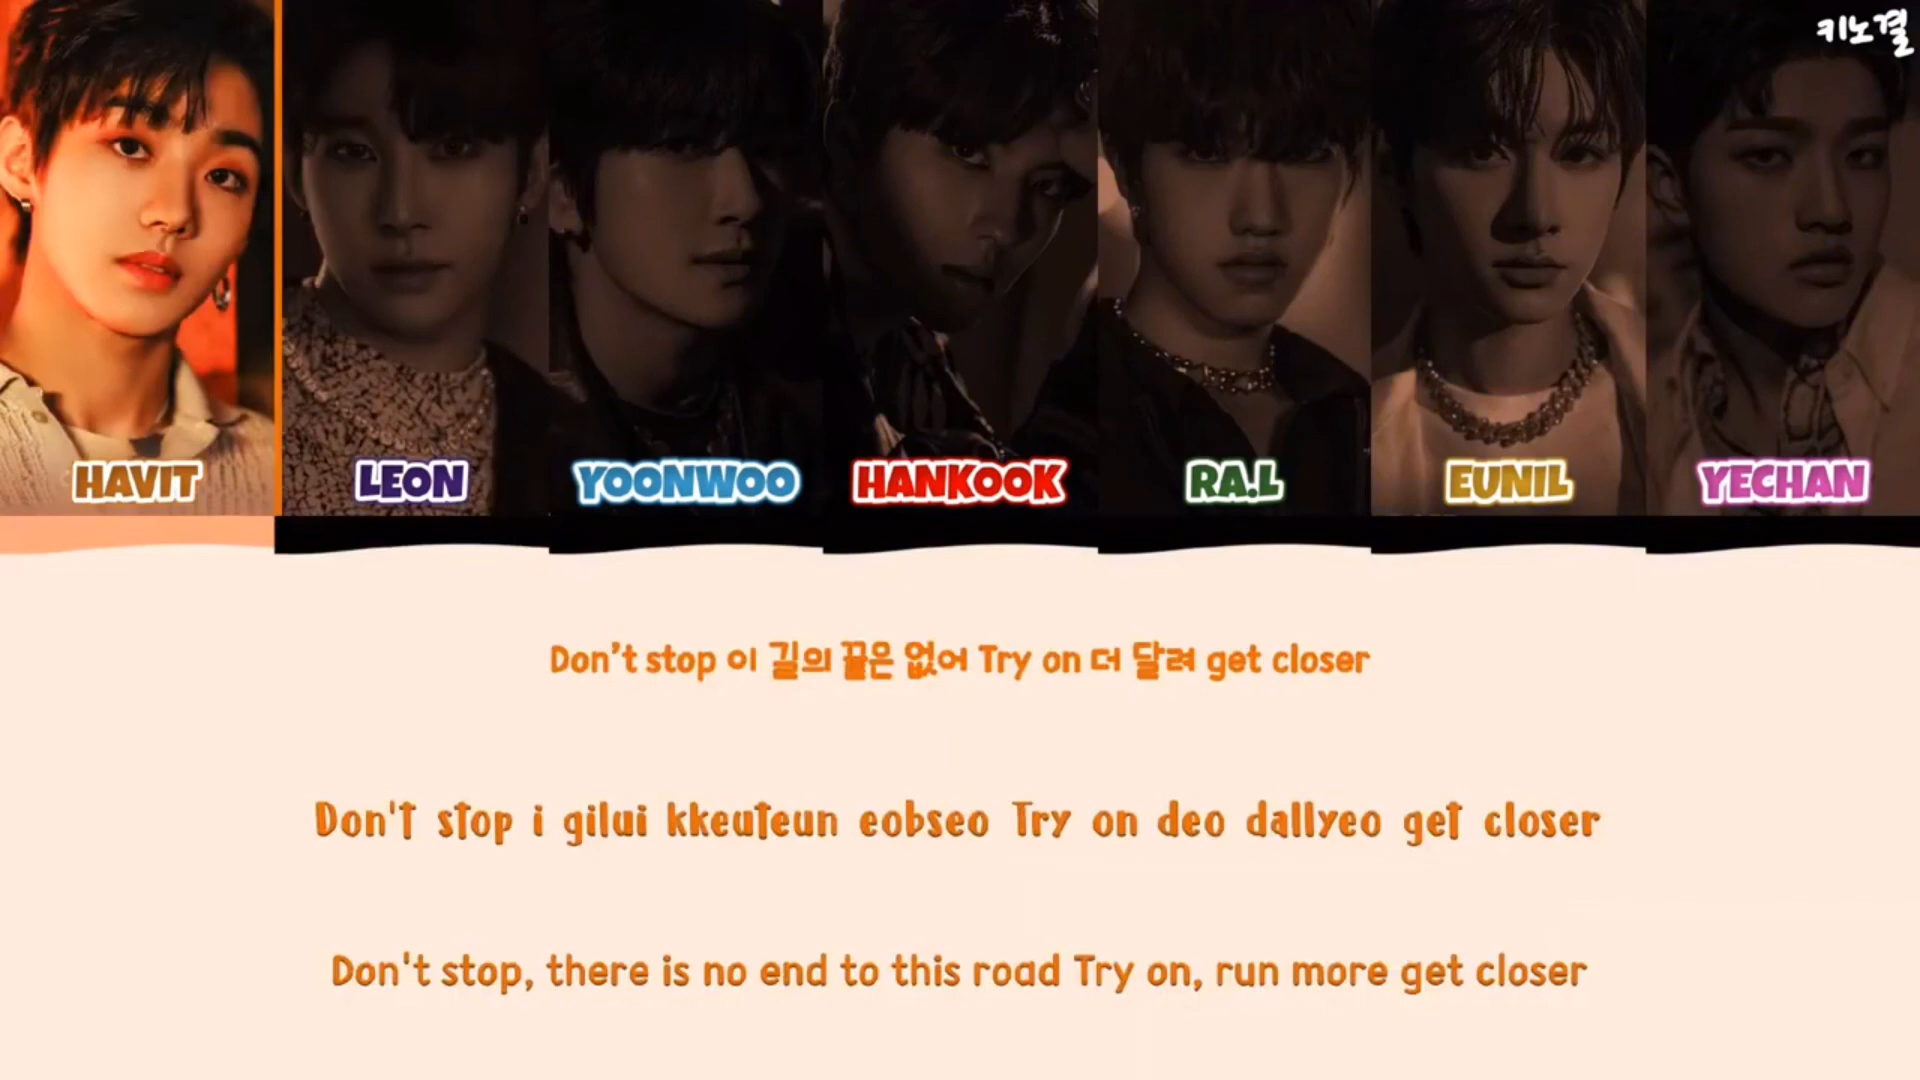 키노결
HAVIT
LEON
YOONWOO
HANKOOK
RA.L
EUNIL
YECHAN
Don't stop 이 길의 끝은 없어 Try on 더 달려 get closer
Don't stop i gilui kkeuteun eobseo Try on deo dallyeo get closer
Don't stop, there is no end to this road Try on, run more get closer